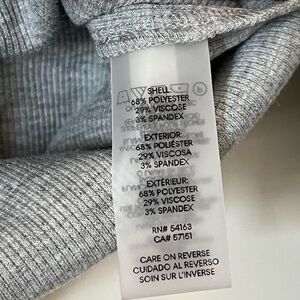 SHELL:
68% POLYESTER
29% VISCOSE
3% SPANDEX
EXTERIOR:
68% POLIÉSTER
29% VISCOSA
3% SPANDEX
EXTÉRIEUR:
68% POLYESTER
29% VISCOSE
3% SPANDEX
RN# 54163
CA# 57151
CARE ON REVERSE
CUIDADO AL REVERSO
SOIN SUR L'INVERSE